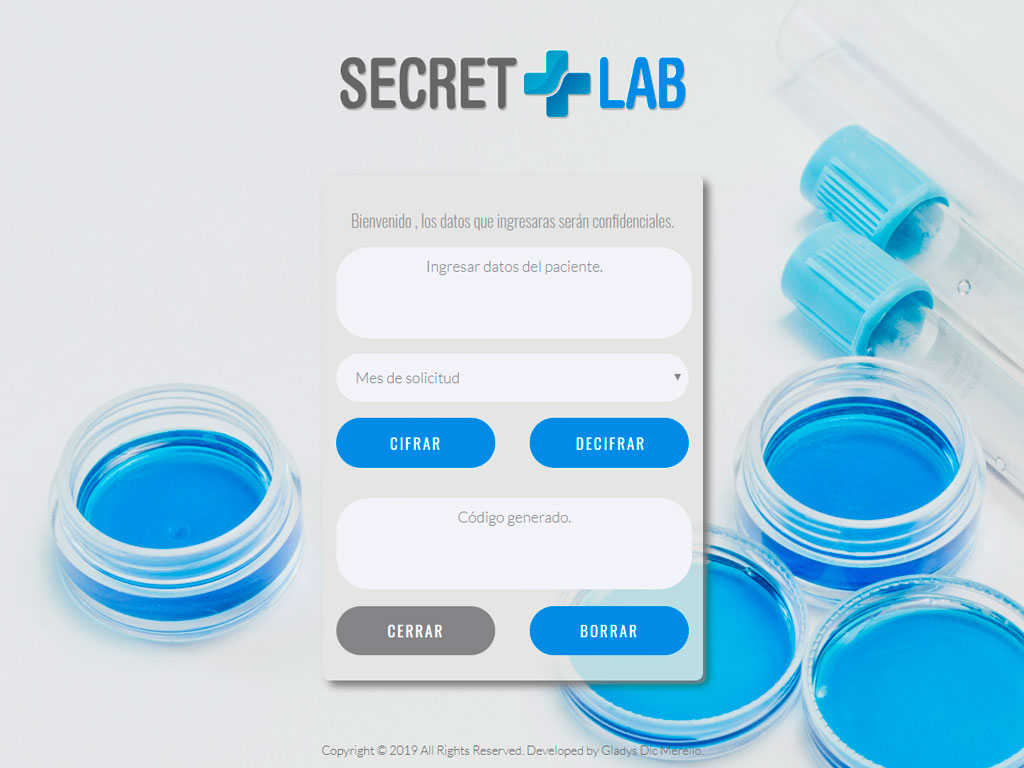 SECRET LAB
Bienvenido , los datos que ingresaras serán confidenciales.
Ingresar datos del paciente.
Mes de solicitud
CIFRAR DECIFRAR
Código generado.
CERRAR BORRAR
Copyright © 2019 All Rights Reserved. Developed by Gladys Dic Merello.